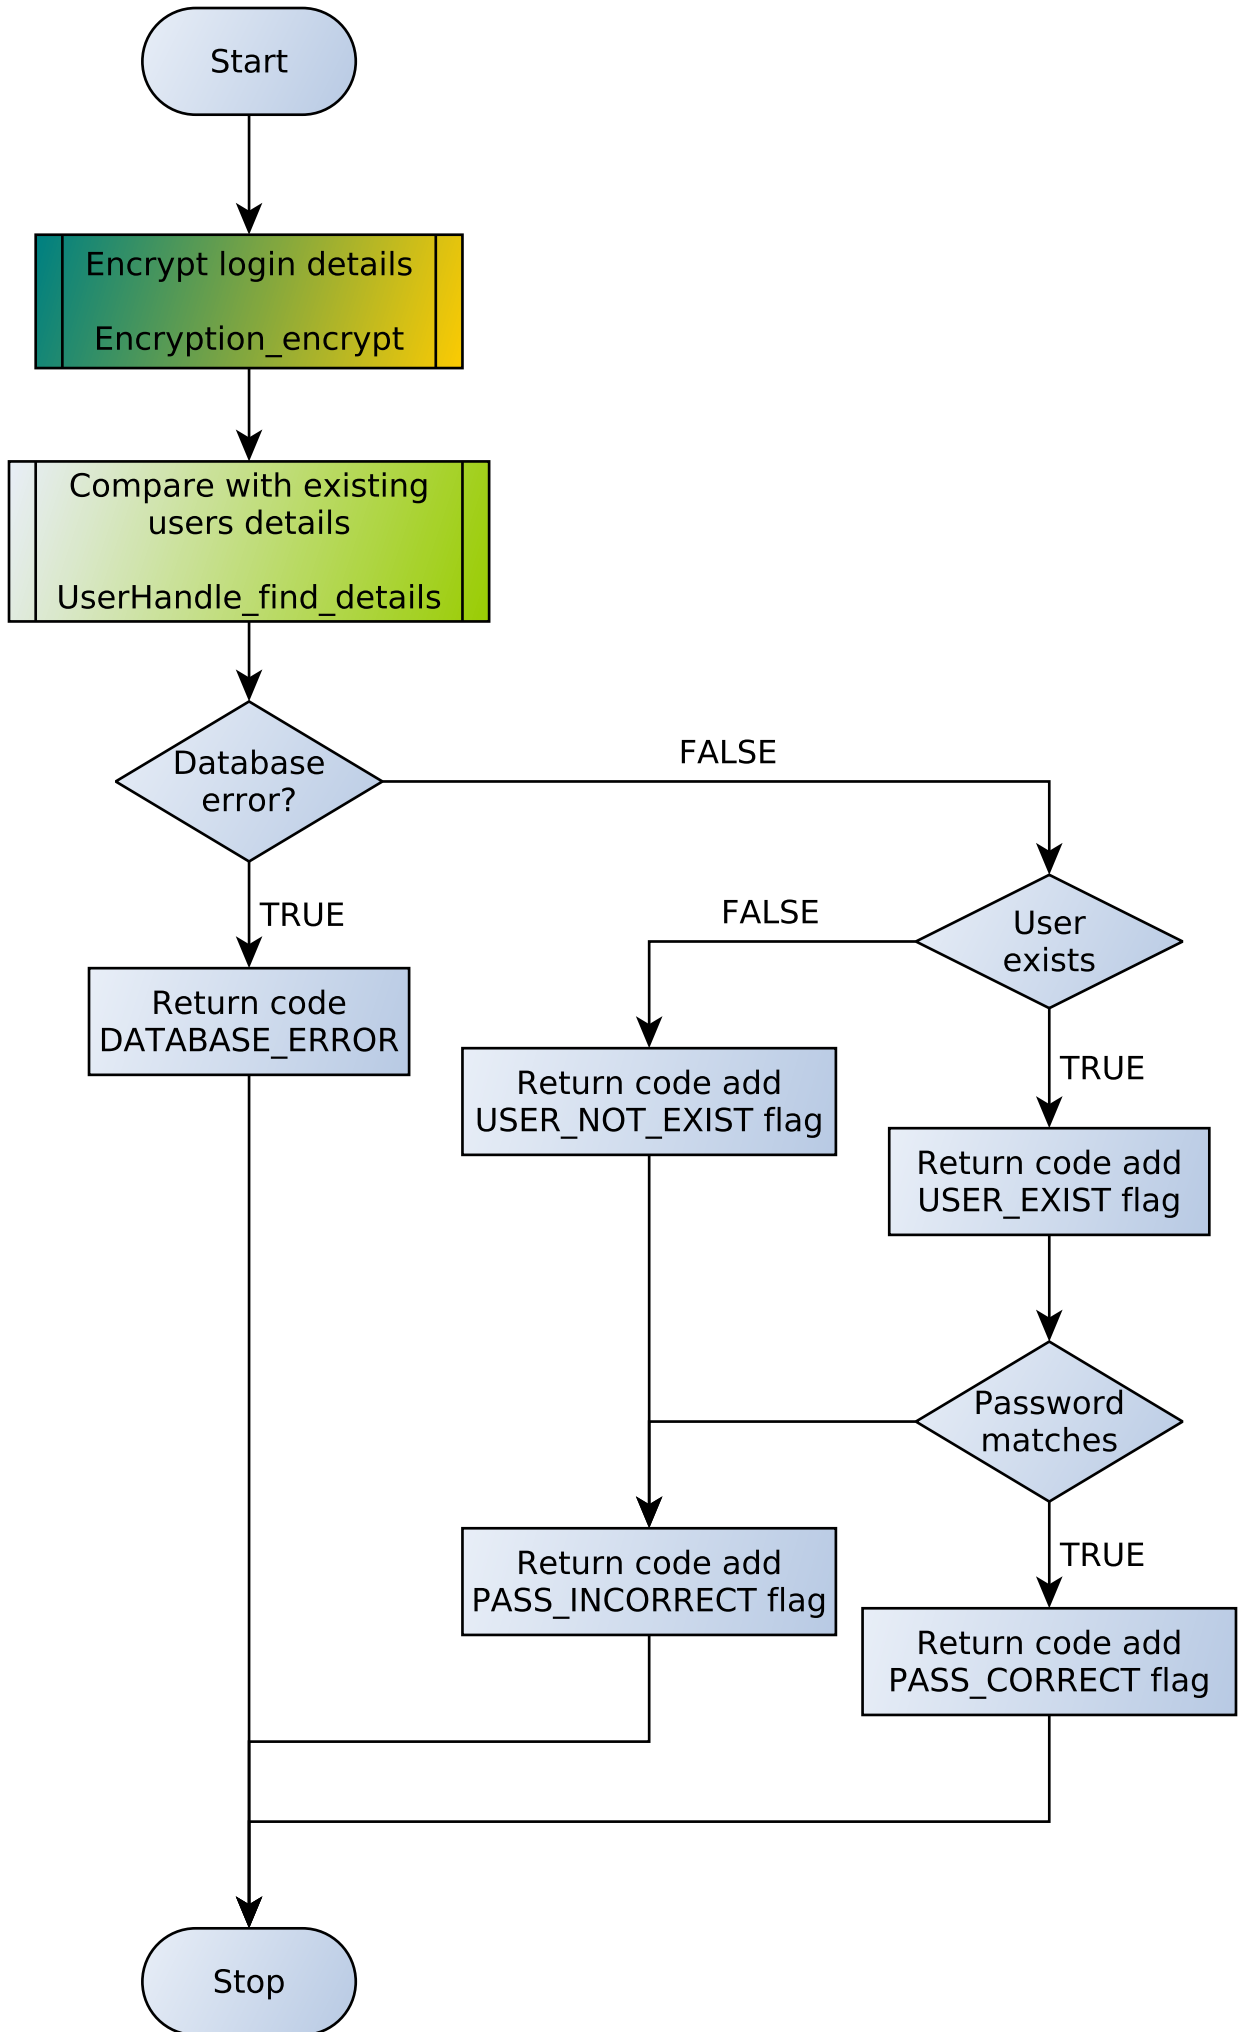 Start
Encrypt login details
Encryption_encrypt
Compare with existing
users details
UserHandle_find_details
Database
error?
FALSE
TRUE
Return code
DATABASE_ERROR
User
exists
FALSE
TRUE
Return code add
USER_NOT_EXIST flag
Return code add
USER_EXIST flag
Password
matches
TRUE
Return code add
PASS_INCORRECT flag
Return code add
PASS_CORRECT flag
Stop